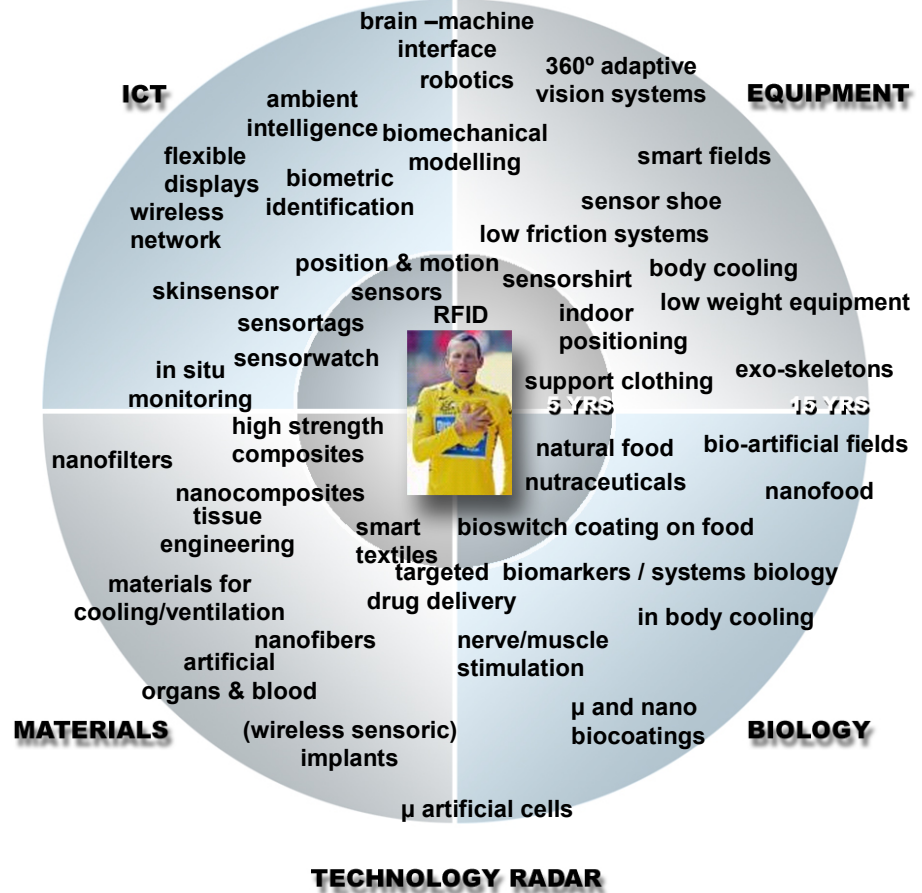 brain –machine
interface
robotics
ICT
ambient
intelligence
biomechanical
modelling
flexible
displays
biometric
identification
wireless
network
position & motion
sensors
skinsensor
sensortags
RFID
in situ
monitoring
sensorwatch
360º adaptive
vision systems
EQUIPMENT
smart fields
sensor shoe
low friction systems
sensorshirt
body cooling
low weight equipment
indoor
positioning
support clothing
exo-skeletons
5 YRS
15 YRS
high strength
composites
nanofilters
nanocomposites
tissue
engineering
smart
textiles
materials for
cooling/ventilation
targeted
drug delivery
nanofibers
artificial
organs & blood
MATERIALS
(wireless sensoric)
implants
natural food
bio-artificial fields
nutraceuticals
nanofood
bioswitch coating on food
biomarkers / systems biology
in body cooling
nerve/muscle
stimulation
µ and nano
biocoatings
BIOLOGY
µ artificial cells
TECHNOLOGY RADAR